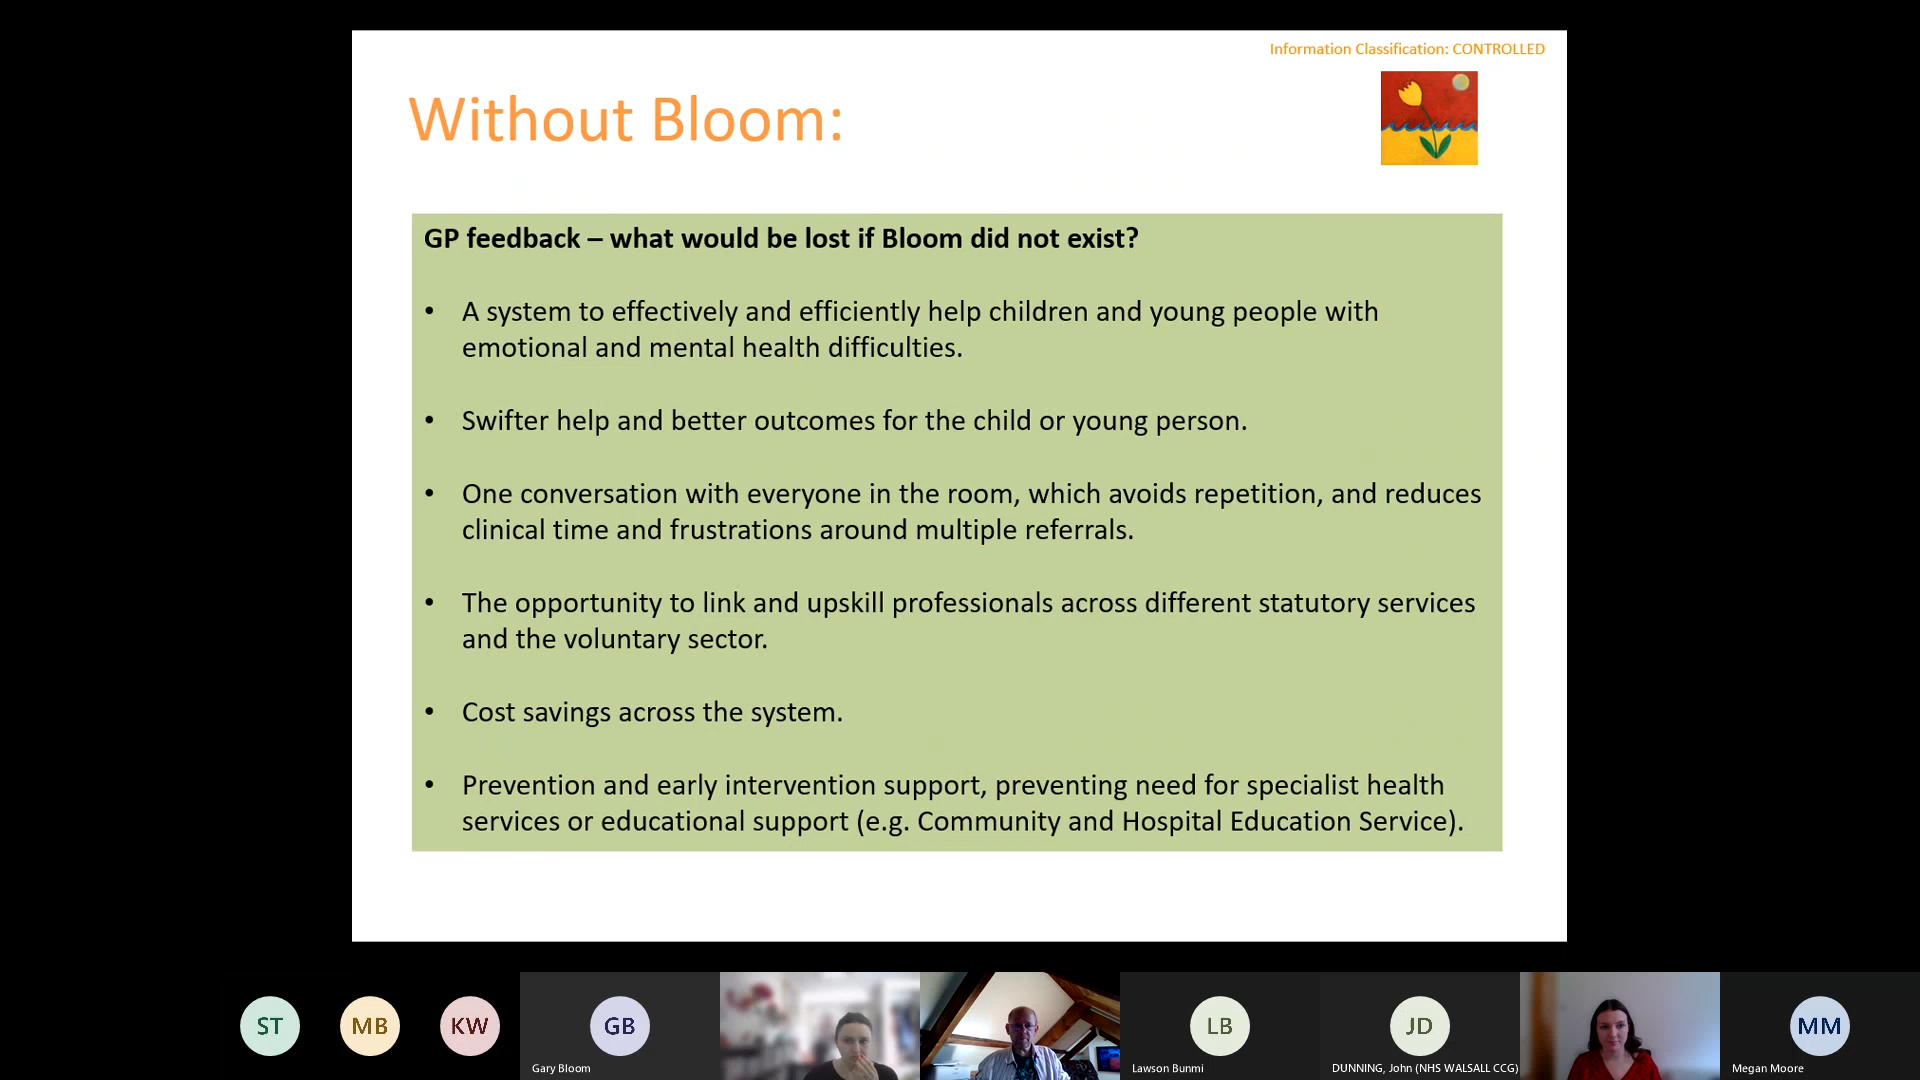 Information Classification: CONTROLLED
Without Bloom:
GP feedback – what would be lost if Bloom did not exist?
• A system to effectively and efficiently help children and young people with
emotional and mental health difficulties.
• Swifter help and better outcomes for the child or young person.
• One conversation with everyone in the room, which avoids repetition, and reduces
clinical time and frustrations around multiple referrals.
• The opportunity to link and upskill professionals across different statutory services
and the voluntary sector.
• Cost savings across the system.
• Prevention and early intervention support, preventing need for specialist health
services or educational support (e.g. Community and Hospital Education Service).
ST
MB
KW
GB
LB
JD
MM
Gary Bloom
Lawson Bunmi
DUNNING, John (NHS WALSALL CCG)
Megan Moore